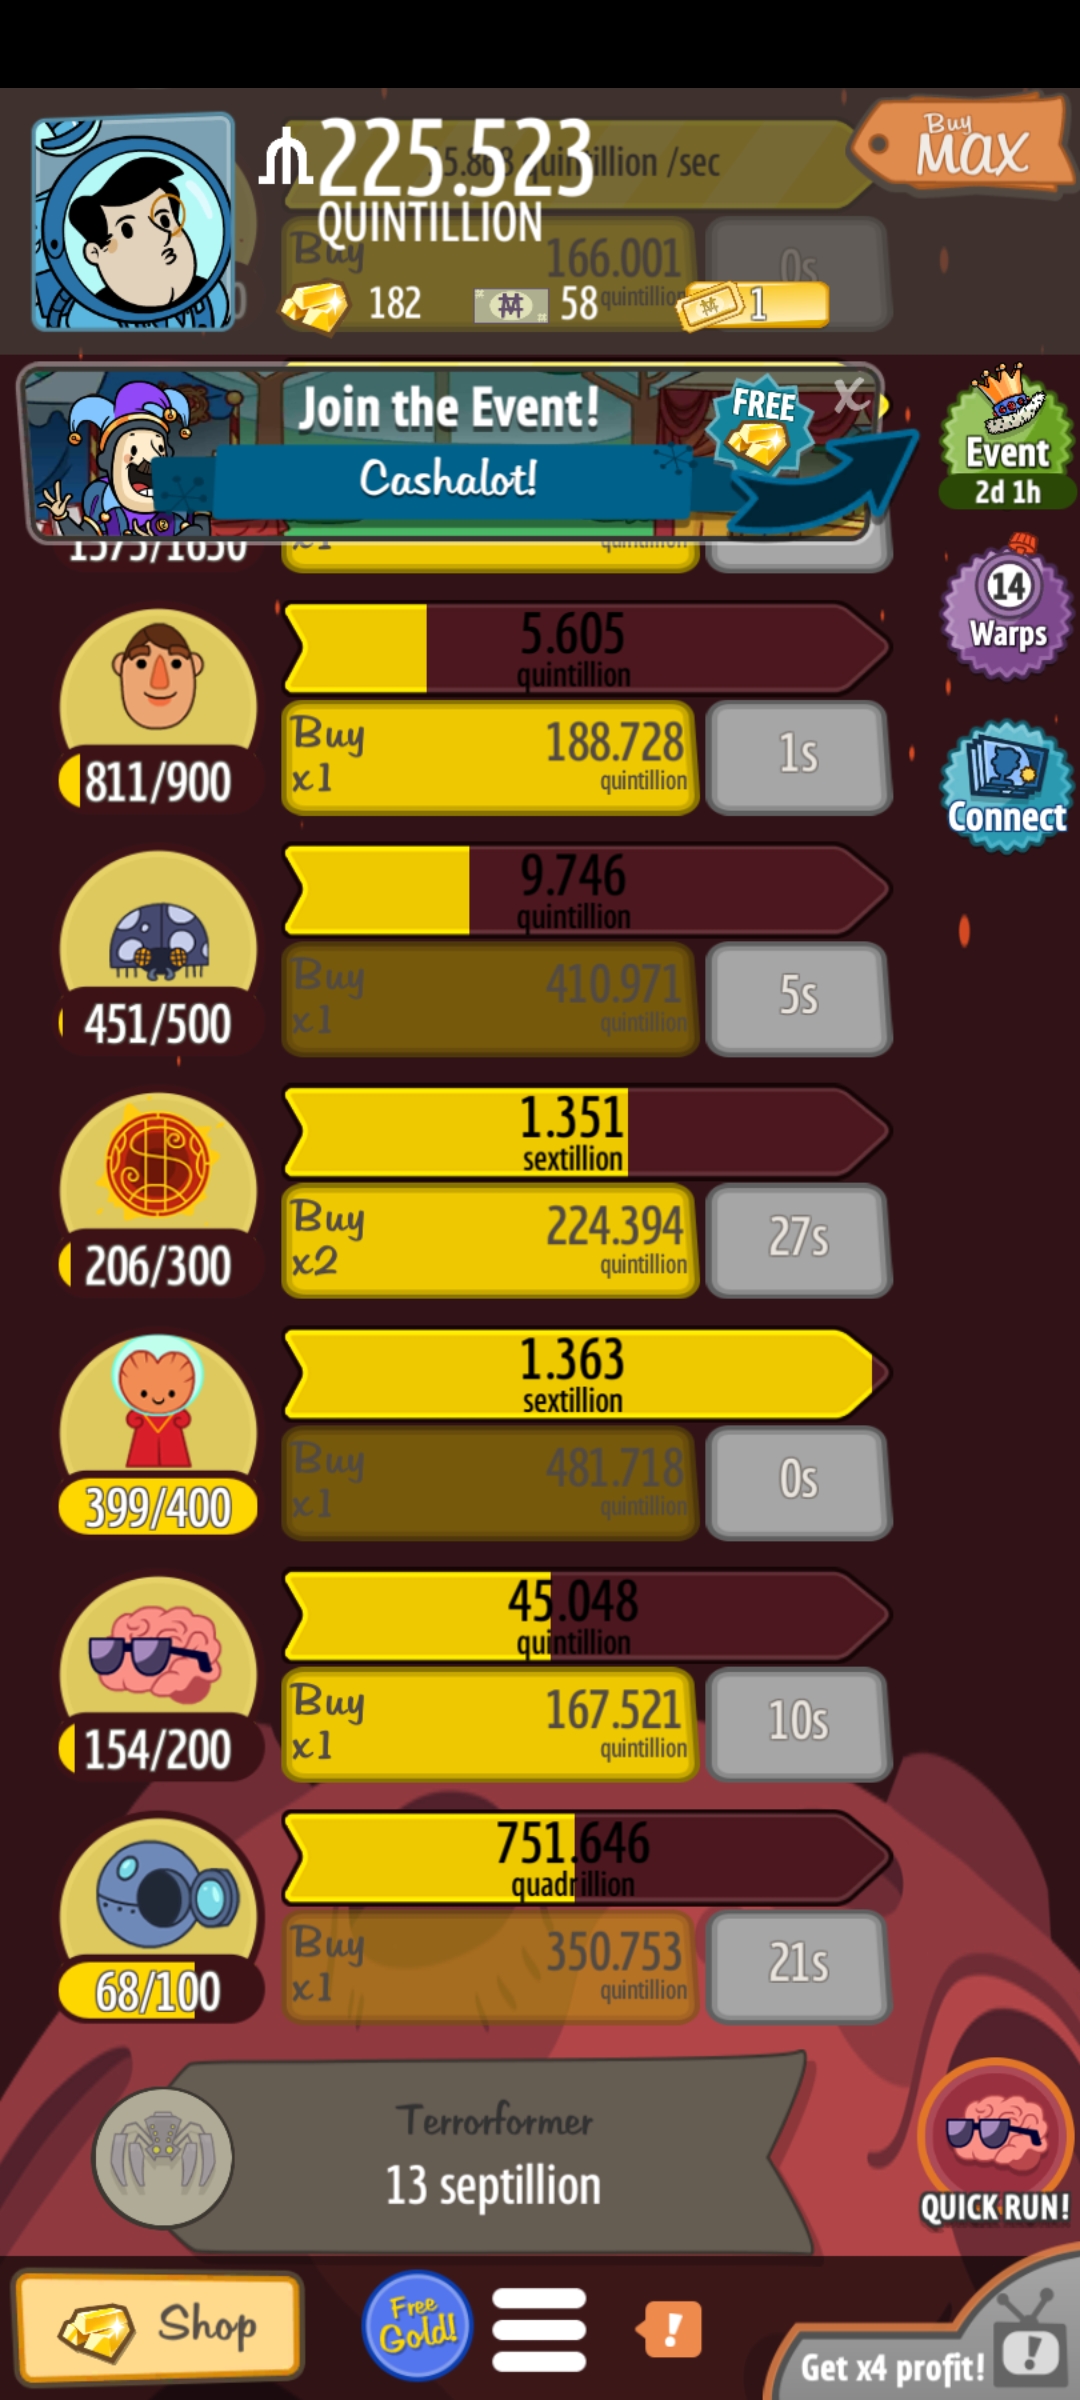 225.523
QUINTILLION
5.868 quintillion /sec
Buy
MAX
Buy
166.001
quintillion
0s
182
58
1
Join the Event!
Cashalot!
FREE
X
Event
2d 1h
1575/1650
x1
quintillion
14
Warps
5.605
quintillion
811/900
Buy
x1
188.728
quintillion
1s
Connect
9.746
quintillion
451/500
Buy
x1
410.971
quintillion
5s
1.351
sextillion
206/300
Buy
x2
224.394
quintillion
27s
1.363
sextillion
399/400
Buy
x1
481.718
quintillion
0s
45.048
quintillion
154/200
Buy
x1
167.521
quintillion
10s
751.646
quadrillion
68/100
Buy
x1
350.753
quintillion
21s
Terrorformer
13 septillion
QUICK RUN!
Shop
Free
Gold!
!
Get x4 profit!
!